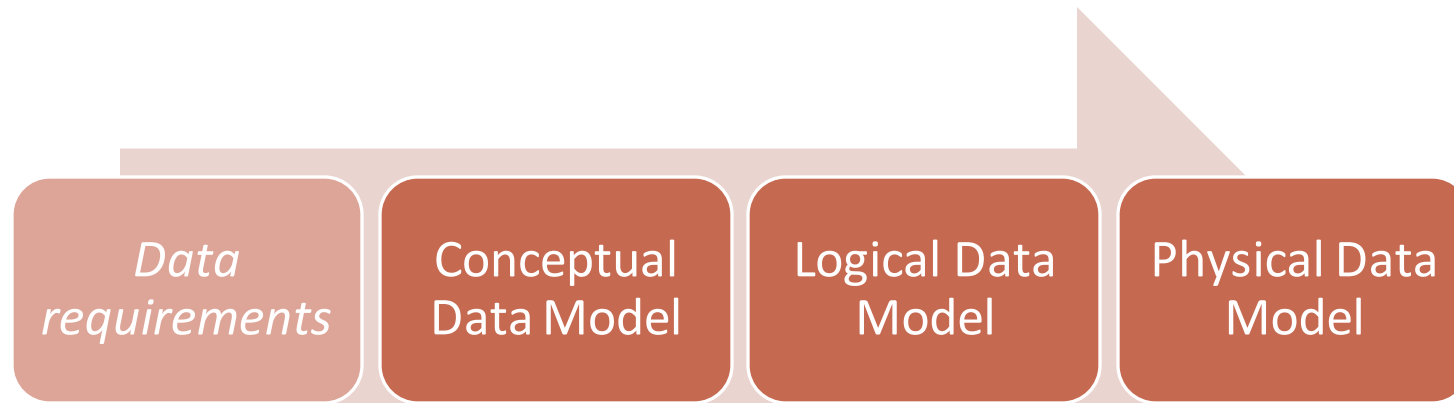 Data
requirements
Conceptual
Data Model
Logical Data
Model
Physical Data
Model